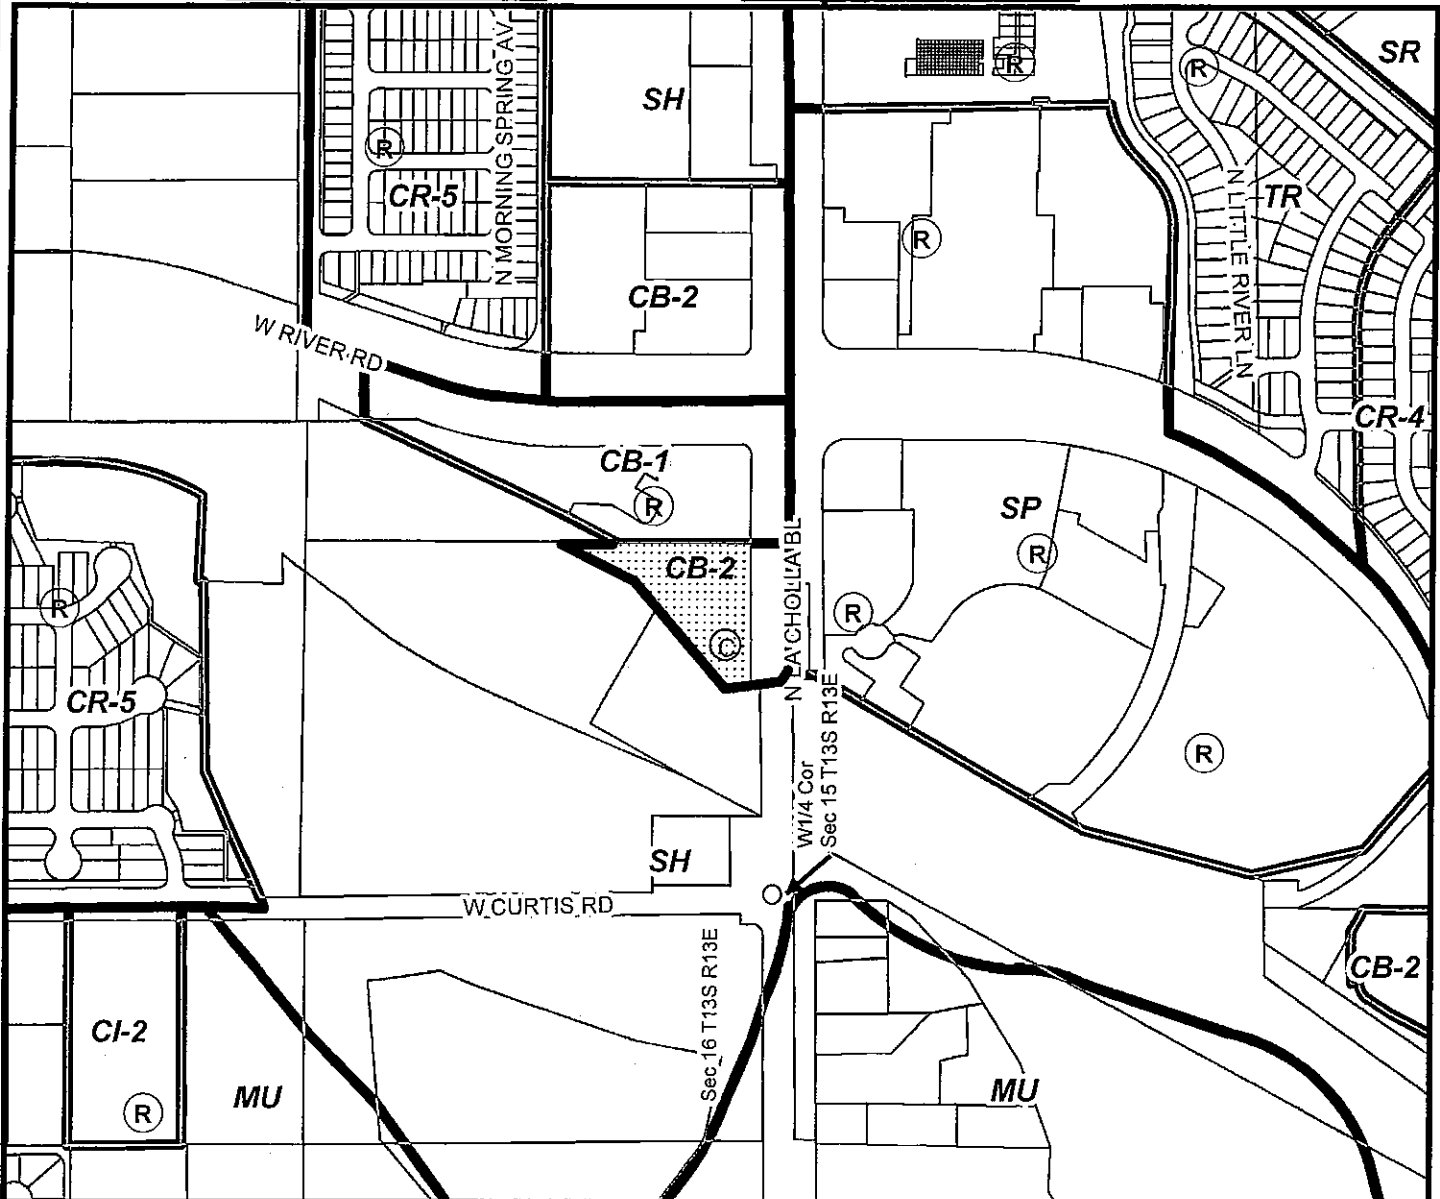 SR
R
R
N MORNING SPRING AV
SH
R
CR-5
N LITTLE RIVER LN
TR
R
CB-2
W RIVER RD
CR-4
CB-1
R
SP
R
CB-2
N LA CHOLLA BL
R
R
C
CR-5
R
W1/4 Cor
Sec 15 T13S R13E
SH
W CURTIS RD
Sec 16 T13S R13E
CB-2
CI-2
MU
MU
R